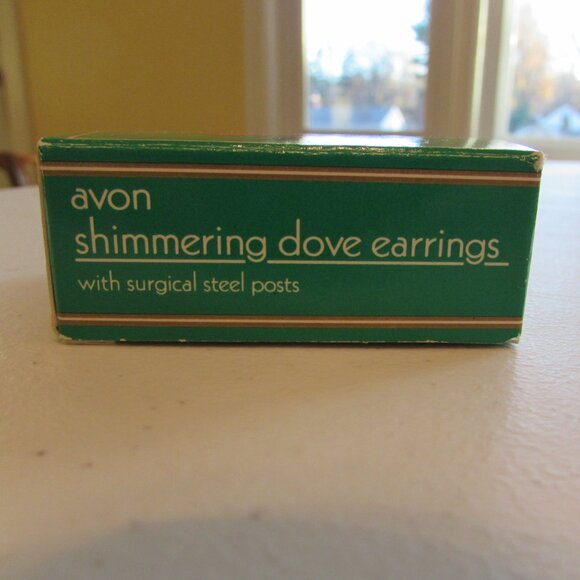 avon
shimmering dove earrings
with surgical steel posts